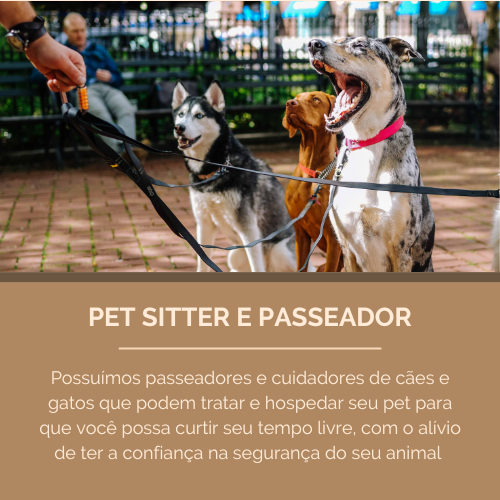 PET SITTER E PASSEADOR
Possuímos passeadores e cuidadores de cães e
gatos que podem tratar e hospedar seu pet para
que você possa curtir seu tempo livre, com o alívio
de ter a confiança na segurança do seu animal